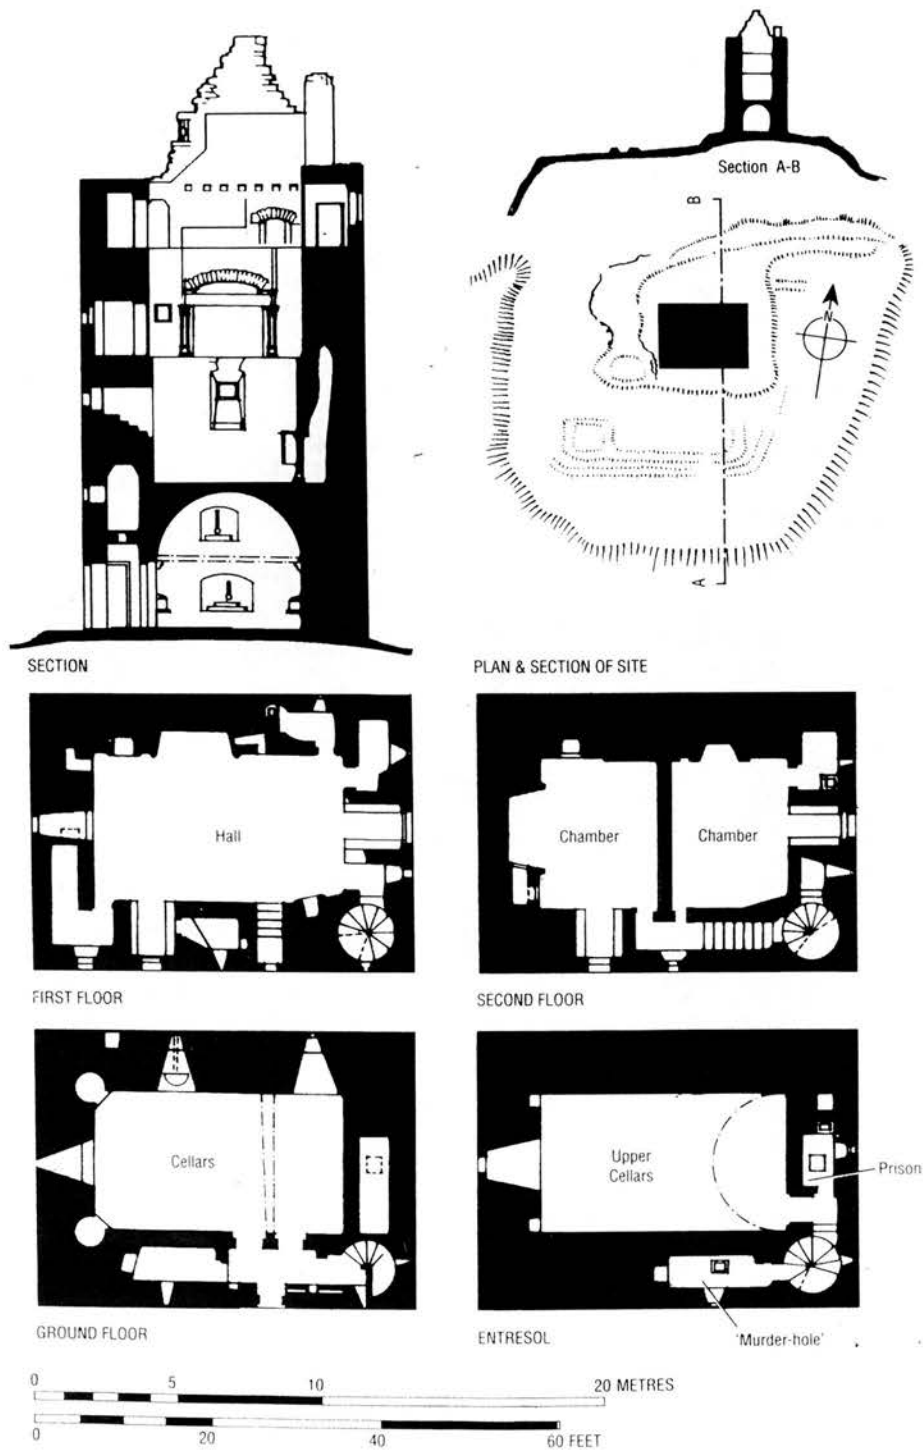 Section A-B
B
N
A
SECTION
PLAN & SECTION OF SITE
Hall
Chamber
Chamber
FIRST FLOOR
SECOND FLOOR
Cellars
Upper
Cellars
Prison
GROUND FLOOR
ENTRESOL
'Murder-hole'
0 5 10 20 METRES
0 20 40 60 FEET